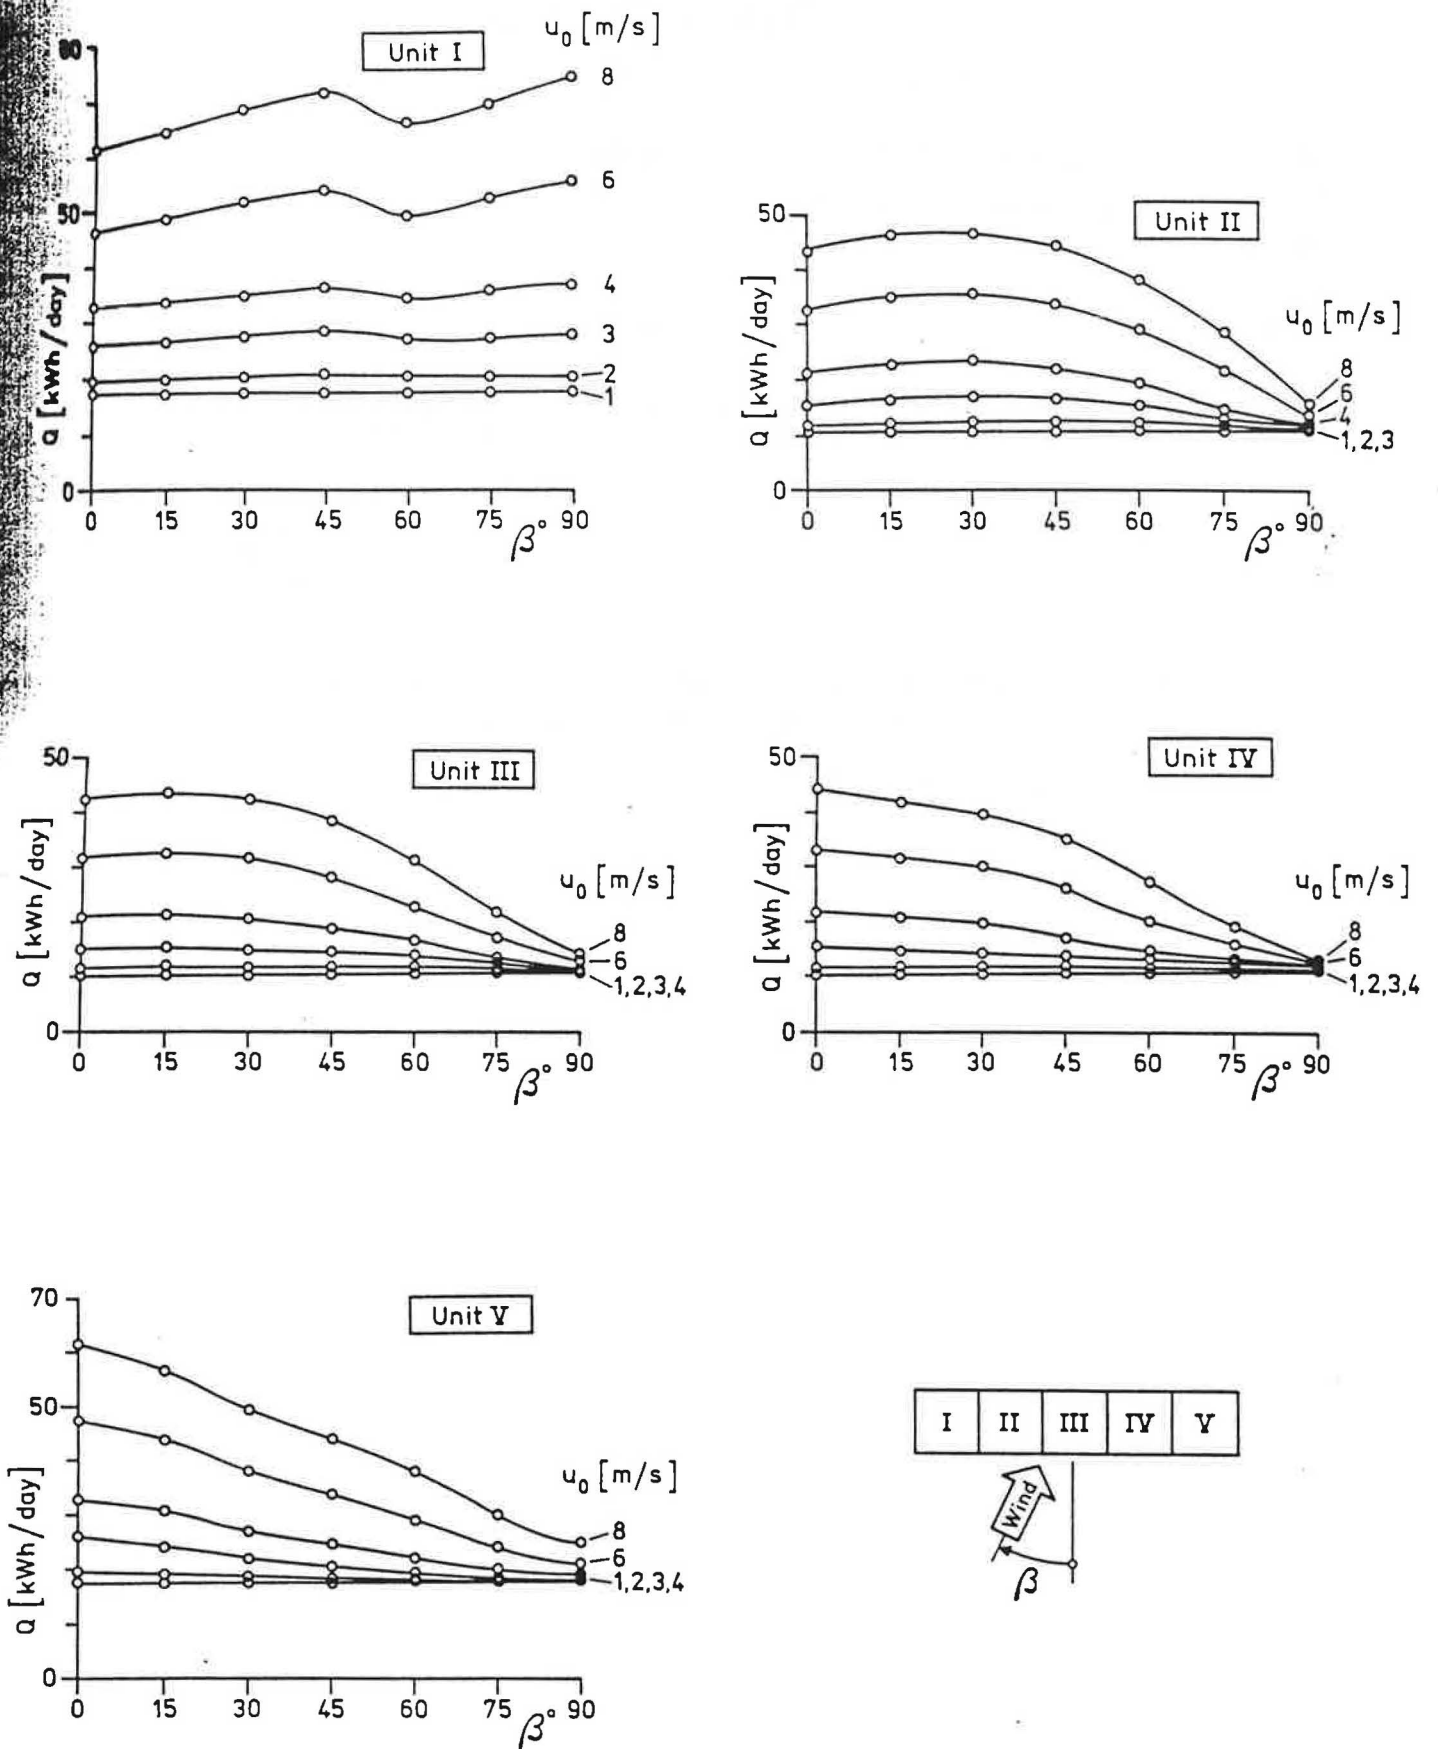 Unit I
u₀ [m/s]
80
50
0
Q [kWh/day]
8
6
4
3
2
1
0 15 30 45 60 75 90
β°
Unit II
u₀ [m/s]
50
0
Q [kWh/day]
8
6
4
1,2,3
0 15 30 45 60 75 90
β°
Unit III
u₀ [m/s]
50
0
Q [kWh/day]
8
6
1,2,3,4
0 15 30 45 60 75 90
β°
Unit IV
u₀ [m/s]
50
0
Q [kWh/day]
8
6
1,2,3,4
0 15 30 45 60 75 90
β°
Unit V
u₀ [m/s]
70
50
0
Q [kWh/day]
8
6
1,2,3,4
0 15 30 45 60 75 90
β°
I II III IV V
Wind
β